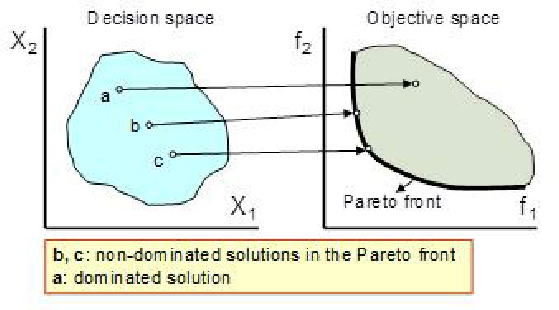 Decision space
Objective space
X2
f2
a
b
c
X1
Pareto front
f1
b, c: non-dominated solutions in the Pareto front
a: dominated solution